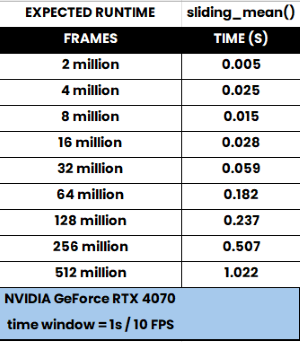 EXPECTED RUNTIME sliding_mean()
FRAMES TIME (S)
2 million 0.005
4 million 0.025
8 million 0.015
16 million 0.028
32 million 0.059
64 million 0.182
128 million 0.237
256 million 0.507
512 million 1.022
NVIDIA GeForce RTX 4070
time window = 1s / 10 FPS